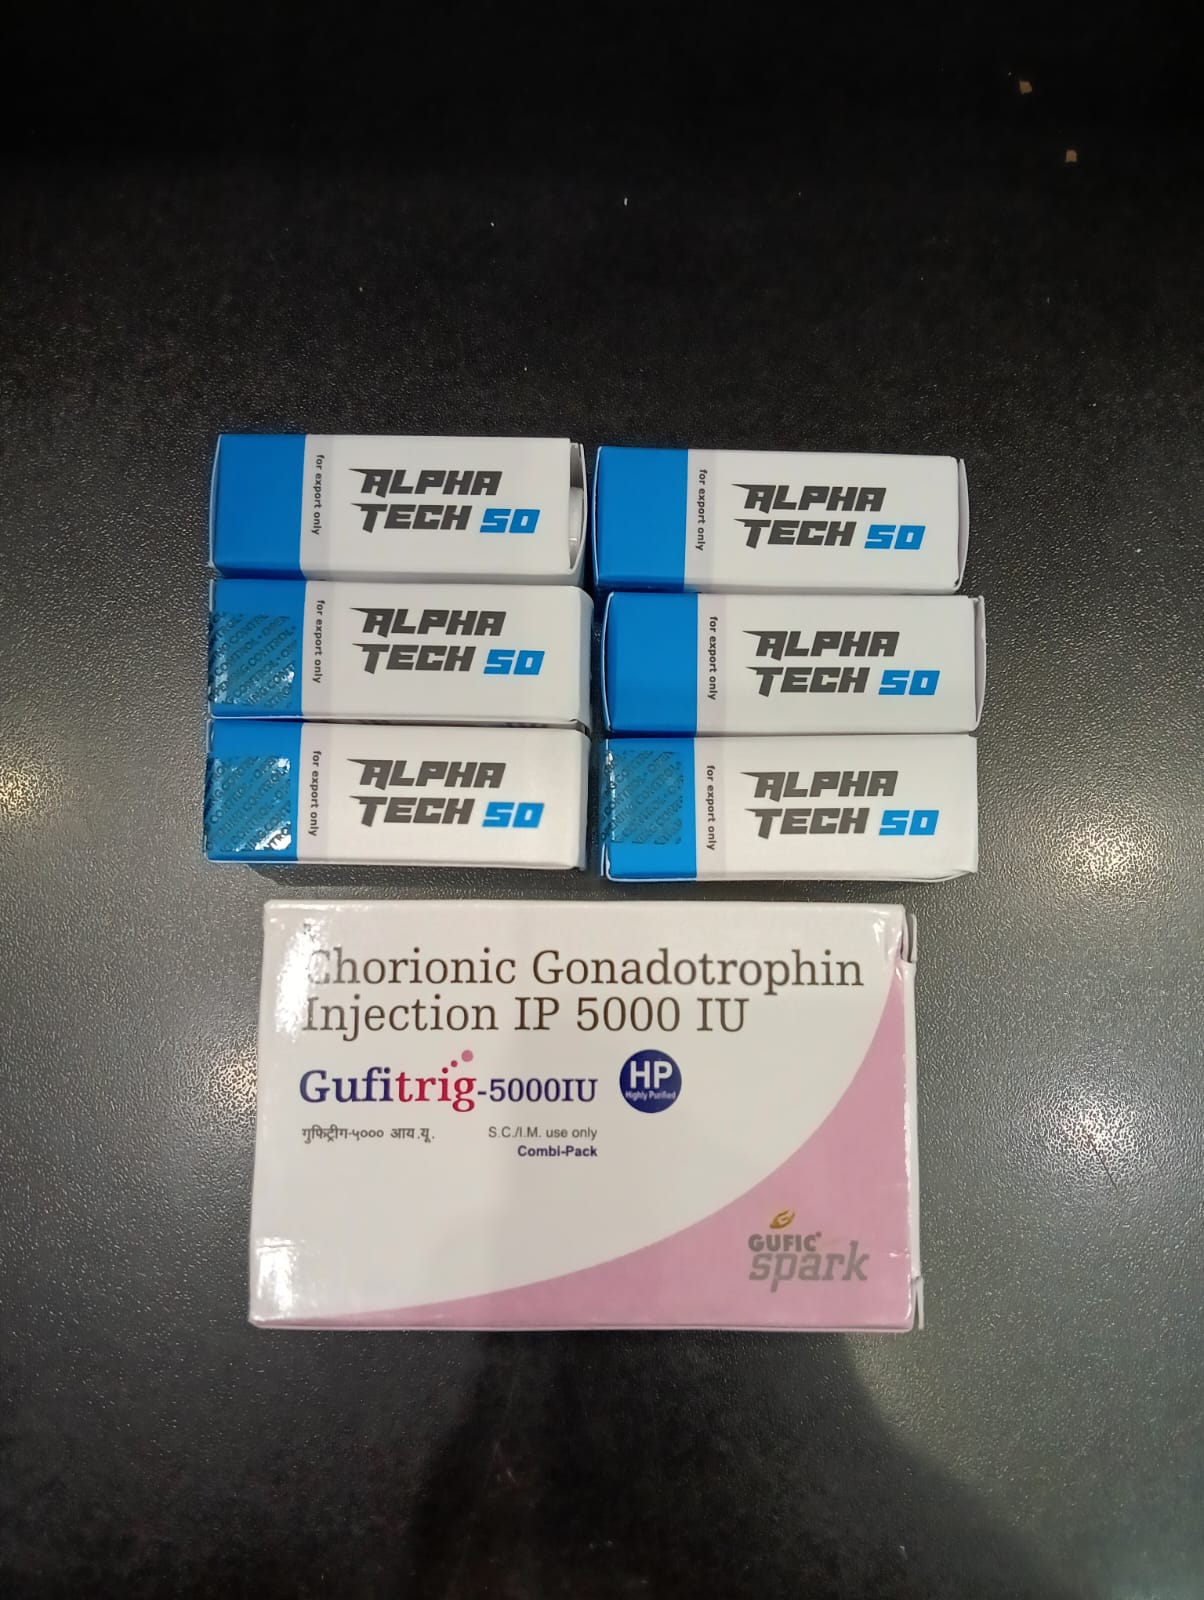 for export only
ALPHA
TECH 50
for export only
ALPHA
TECH 50
for export only
ALPHA
TECH 50
for export only
ALPHA
TECH 50
for export only
ALPHA
TECH 50
for export only
ALPHA
TECH 50
Chorionic Gonadotrophin
Injection IP 5000 IU
Gufitrig-5000IU
HP
Highly Purified
गुफिट्रीग-५००० आय.यू.
S.C./I.M. use only
Combi-Pack
GUFIC
spark